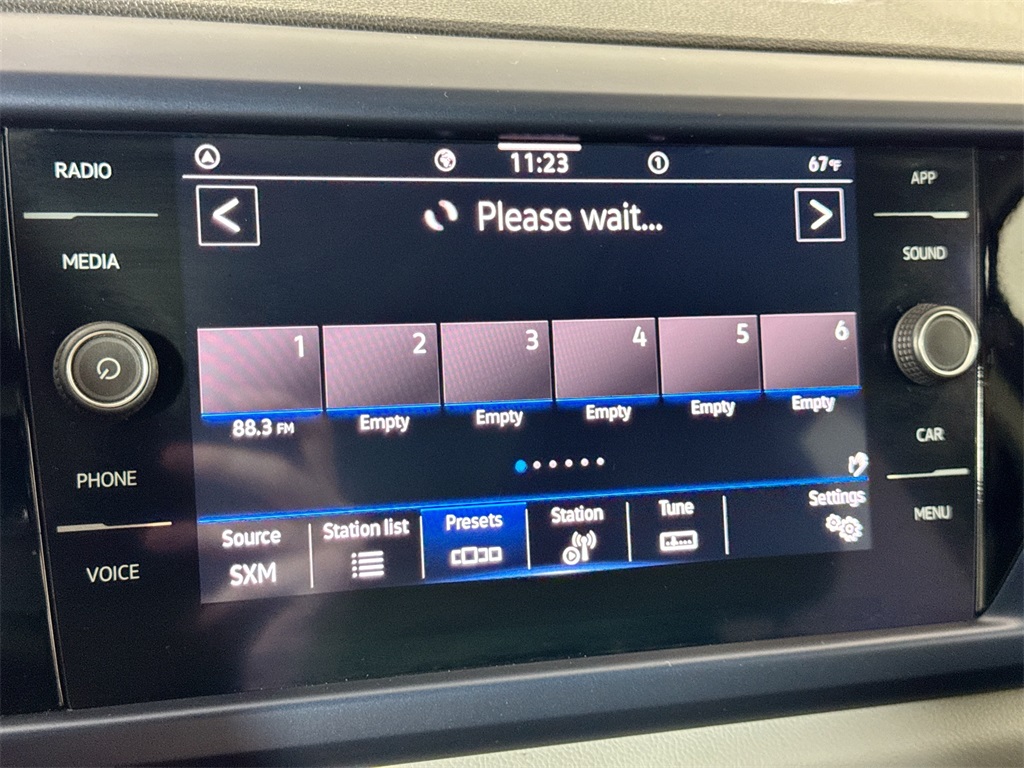 RADIO
MEDIA
PHONE
VOICE
11:23
1
67°F
<
Please wait...
>
1
2
3
4
5
6
88.3 FM
Empty
Empty
Empty
Empty
Empty
Source
SXM
Station list
Presets
Station
Tune
Settings
APP
SOUND
CAR
MENU